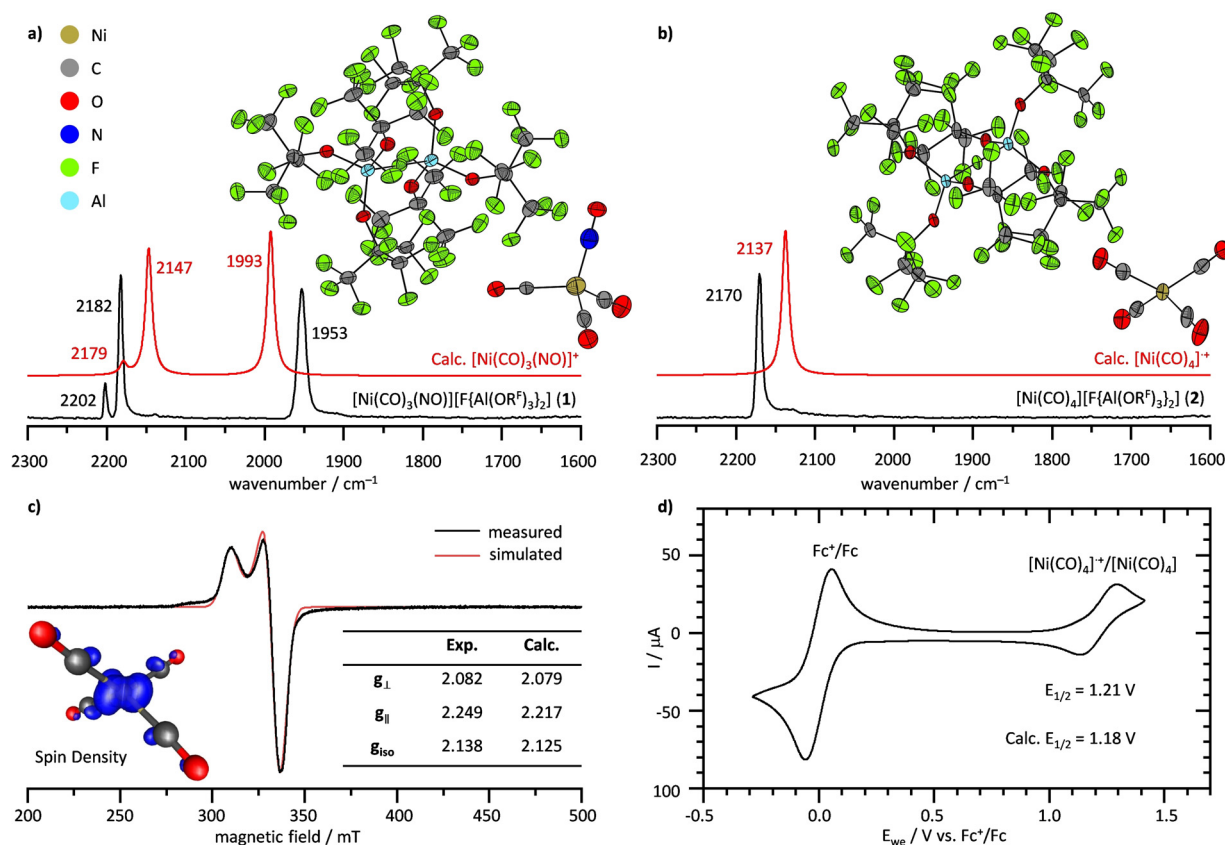 a)
Ni
C
O
N
F
Al
2147
1993
2182
1953
2179
Calc. [Ni(CO)₃(NO)]⁺
2202
[Ni(CO)₃(NO)][F{Al(ORᶠ)₃}₂] (1)
2300 2200 2100 2000 1900 1800 1700 1600
wavenumber / cm⁻¹
b)
2137
2170
Calc. [Ni(CO)₄]·⁺
[Ni(CO)₄][F{Al(ORᶠ)₃}₂] (2)
2300 2200 2100 2000 1900 1800 1700 1600
wavenumber / cm⁻¹
c)
measured
simulated
Exp. Calc.
g⊥ 2.082 2.079
g∥ 2.249 2.217
giso 2.138 2.125
Spin Density
200 250 300 350 400 450 500
magnetic field / mT
d)
Fc⁺/Fc
[Ni(CO)₄]·⁺/[Ni(CO)₄]
50
0
-50
100
I / µA
E₁/₂ = 1.21 V
Calc. E₁/₂ = 1.18 V
-0.5 0.0 0.5 1.0 1.5
Ewe / V vs. Fc⁺/Fc